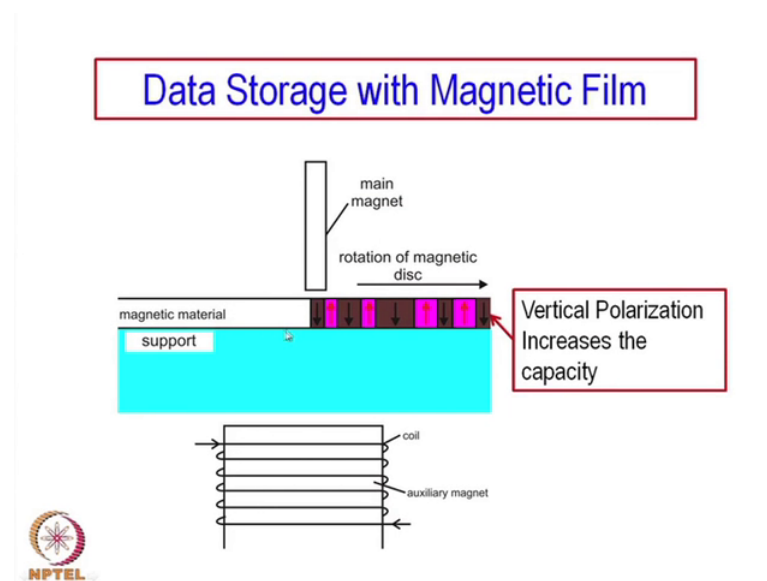 Data Storage with Magnetic Film
main
magnet
rotation of magnetic
disc
magnetic material
support
Vertical Polarization
Increases the
capacity
coil
auxiliary magnet
NPTEL